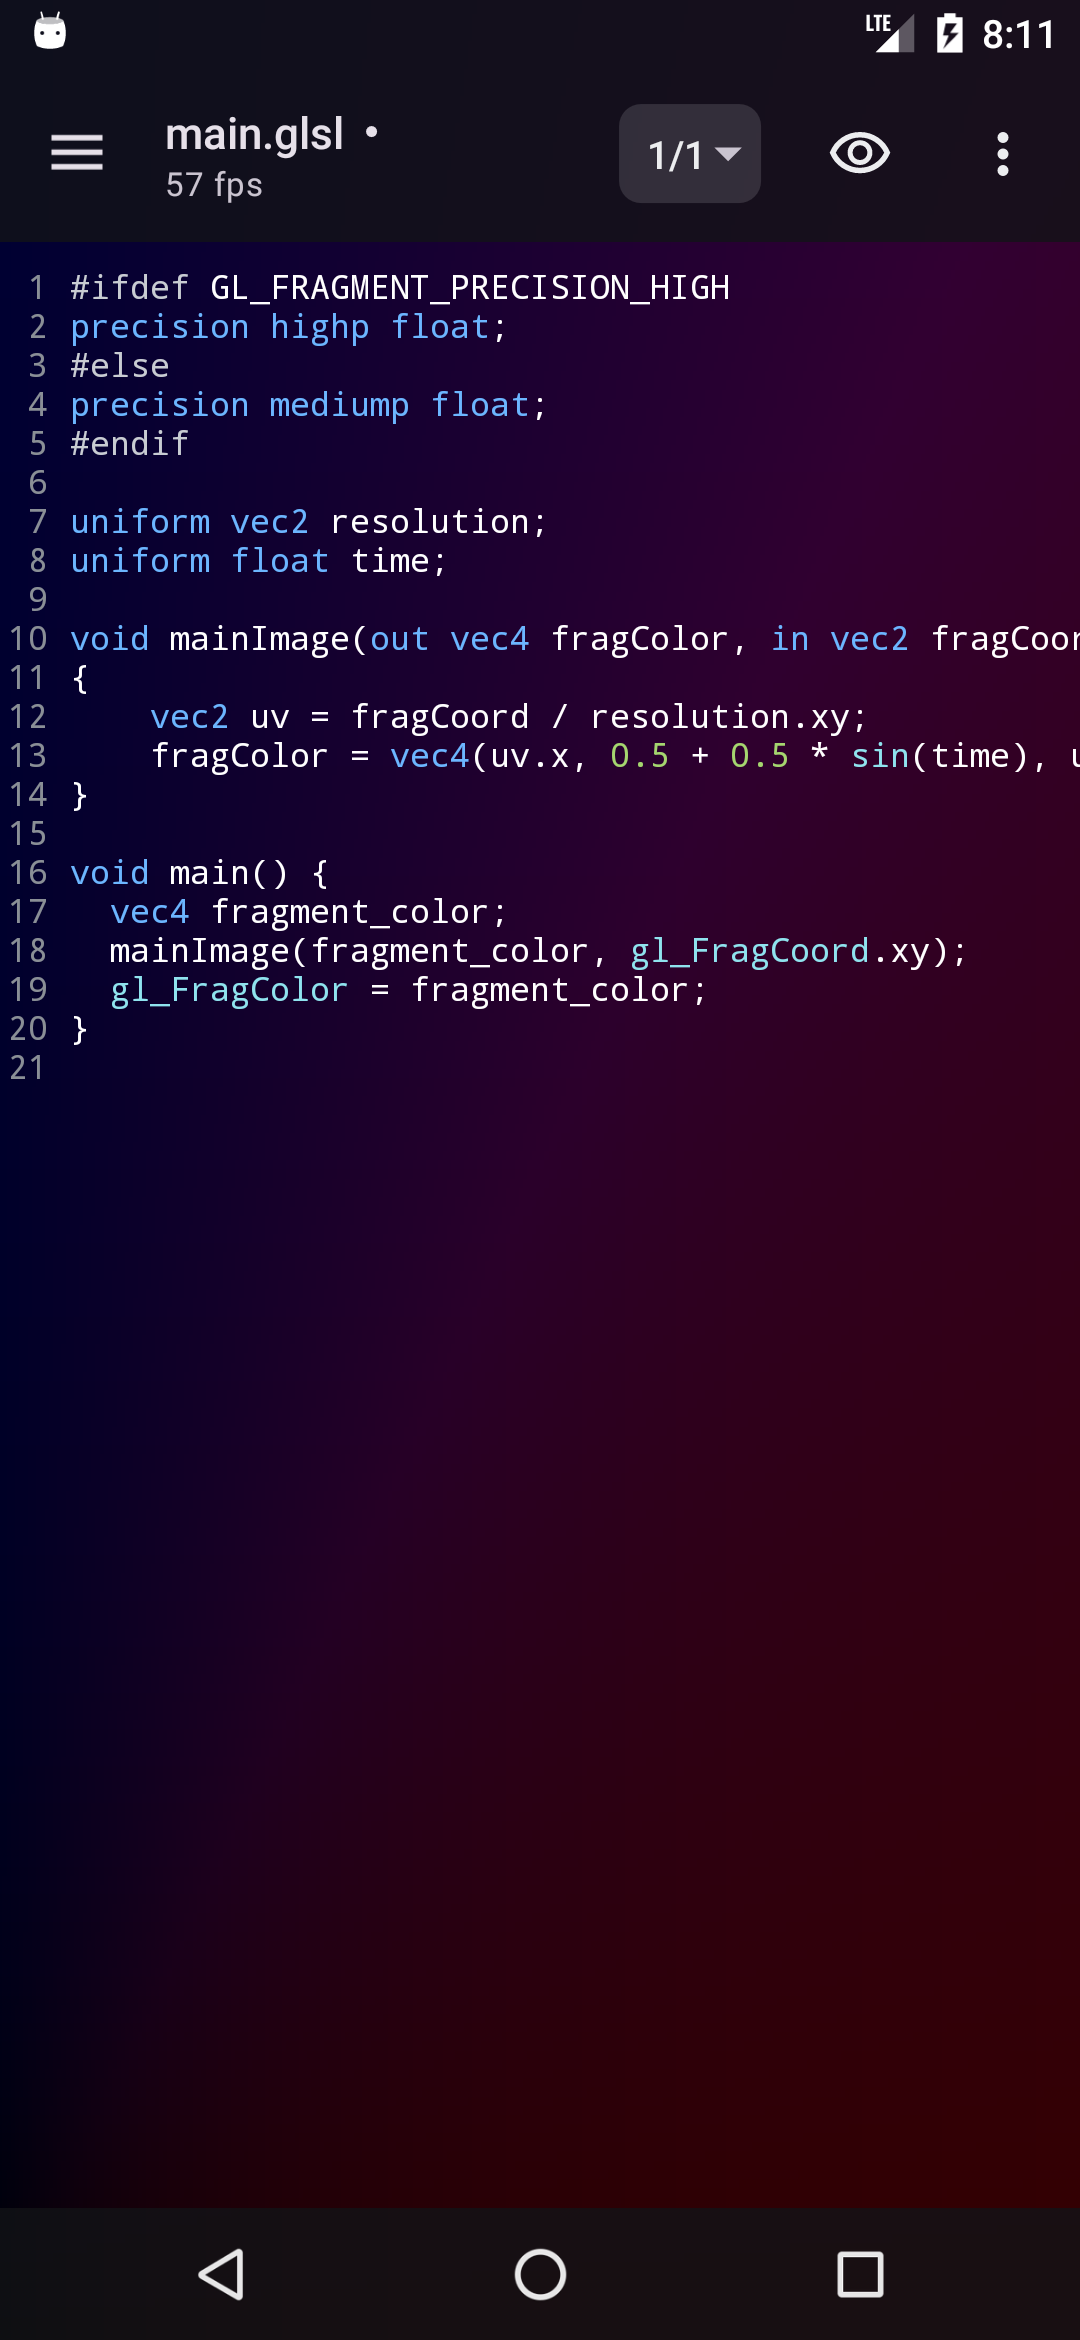 LTE 8:11
main.glsl •
57 fps
1/1
1 #ifdef GL_FRAGMENT_PRECISION_HIGH
2 precision highp float;
3 #else
4 precision mediump float;
5 #endif
6
7 uniform vec2 resolution;
8 uniform float time;
9
10 void mainImage(out vec4 fragColor, in vec2 fragCoor
11 {
12     vec2 uv = fragCoord / resolution.xy;
13     fragColor = vec4(uv.x, 0.5 + 0.5 * sin(time), u
14 }
15
16 void main() {
17   vec4 fragment_color;
18   mainImage(fragment_color, gl_FragCoord.xy);
19   gl_FragColor = fragment_color;
20 }
21